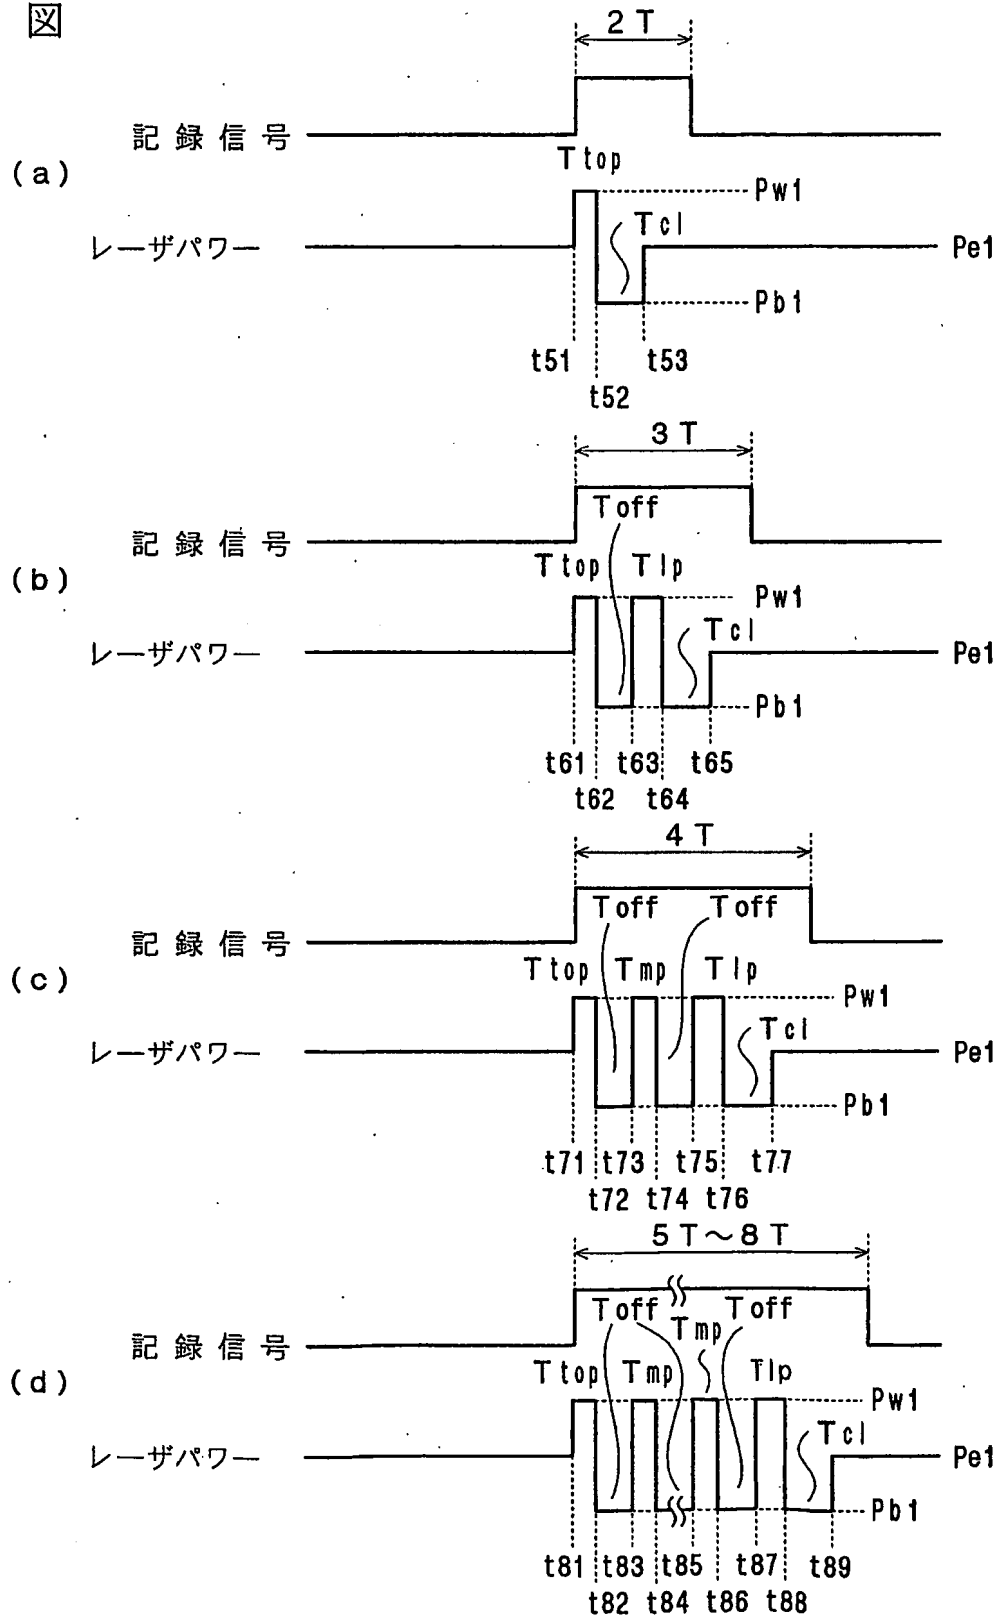 図
2T
記録信号
(a)
Ttop
Pw1
Tcl
レーザパワー
Pe1
Pb1
t51
t53
t52
3T
Toff
記録信号
(b)
Ttop Tlp
Pw1
Tcl
レーザパワー
Pe1
Pb1
t61 t63 t65
t62 t64
4T
Toff Toff
記録信号
(c)
Ttop Tmp Tlp
Pw1
Tcl
レーザパワー
Pe1
Pb1
t71 t73 t75 t77
t72 t74 t76
5T〜8T
Toff Toff
Tmp
記録信号
(d)
Ttop Tmp Tlp
Pw1
Tcl
レーザパワー
Pe1
Pb1
t81 t83 t85 t87 t89
t82 t84 t86 t88